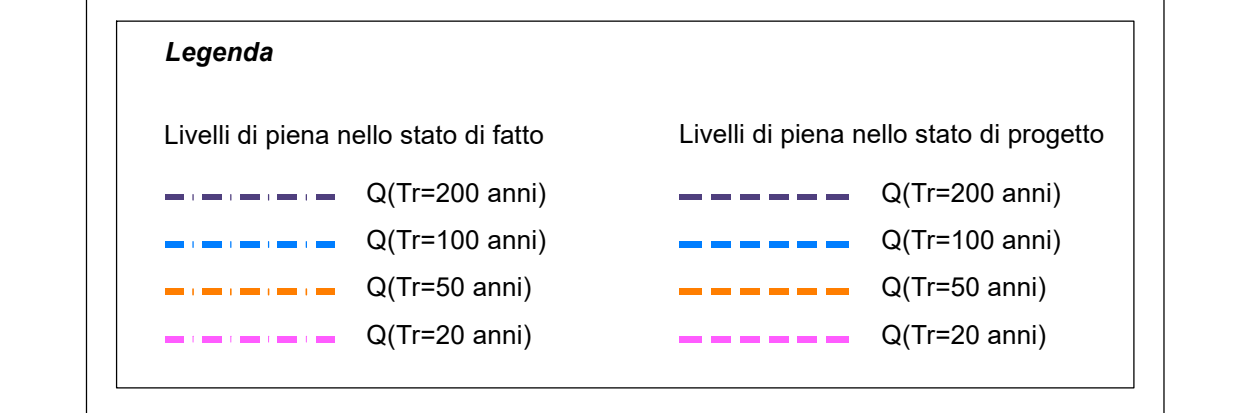 Legenda
Livelli di piena nello stato di fatto
Q(Tr=200 anni)
Q(Tr=100 anni)
Q(Tr=50 anni)
Q(Tr=20 anni)
Livelli di piena nello stato di progetto
Q(Tr=200 anni)
Q(Tr=100 anni)
Q(Tr=50 anni)
Q(Tr=20 anni)